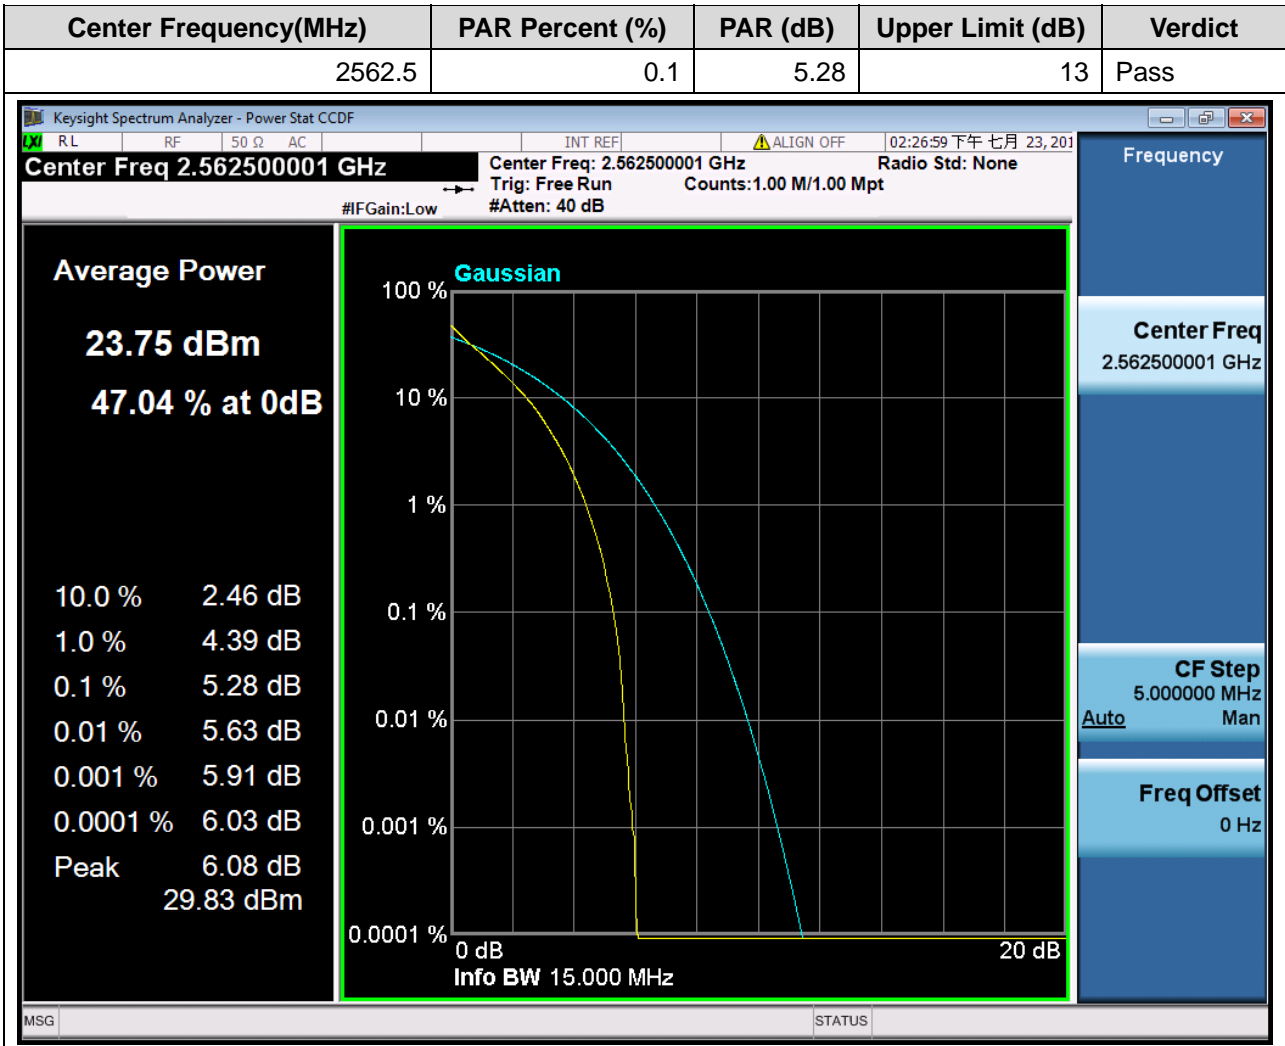 Center Frequency(MHz) PAR Percent (%) PAR (dB) Upper Limit (dB) Verdict
2562.5 0.1 5.28 13 Pass
Keysight Spectrum Analyzer - Power Stat CCDF
LXI RL RF 50 Ω AC INT REF ALIGN OFF 02:26:59 下午 七月 23, 201
Center Freq 2.562500001 GHz
Center Freq: 2.562500001 GHz Radio Std: None
Trig: Free Run Counts:1.00 M/1.00 Mpt
#IFGain:Low #Atten: 40 dB
Average Power
23.75 dBm
47.04 % at 0dB
10.0 % 2.46 dB
1.0 % 4.39 dB
0.1 % 5.28 dB
0.01 % 5.63 dB
0.001 % 5.91 dB
0.0001 % 6.03 dB
Peak 6.08 dB
29.83 dBm
Gaussian
100 %
10 %
1 %
0.1 %
0.01 %
0.001 %
0.0001 %
0 dB 20 dB
Info BW 15.000 MHz
Frequency
Center Freq
2.562500001 GHz
CF Step
5.000000 MHz
Auto Man
Freq Offset
0 Hz
MSG STATUS